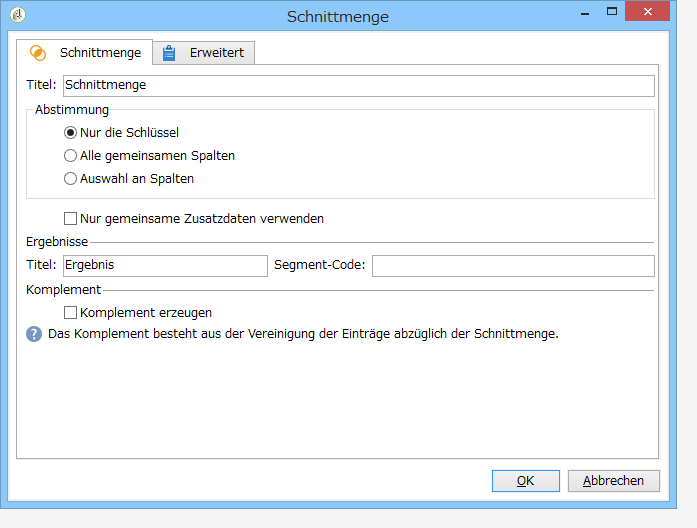 Schnittmenge
Schnittmenge Erweitert
Titel: Schnittmenge
Abstimmung
Nur die Schlüssel
Alle gemeinsamen Spalten
Auswahl an Spalten
Nur gemeinsame Zusatzdaten verwenden
Ergebnisse
Titel: Ergebnis Segment-Code:
Komplement
Komplement erzeugen
? Das Komplement besteht aus der Vereinigung der Einträge abzüglich der Schnittmenge.
OK Abbrechen